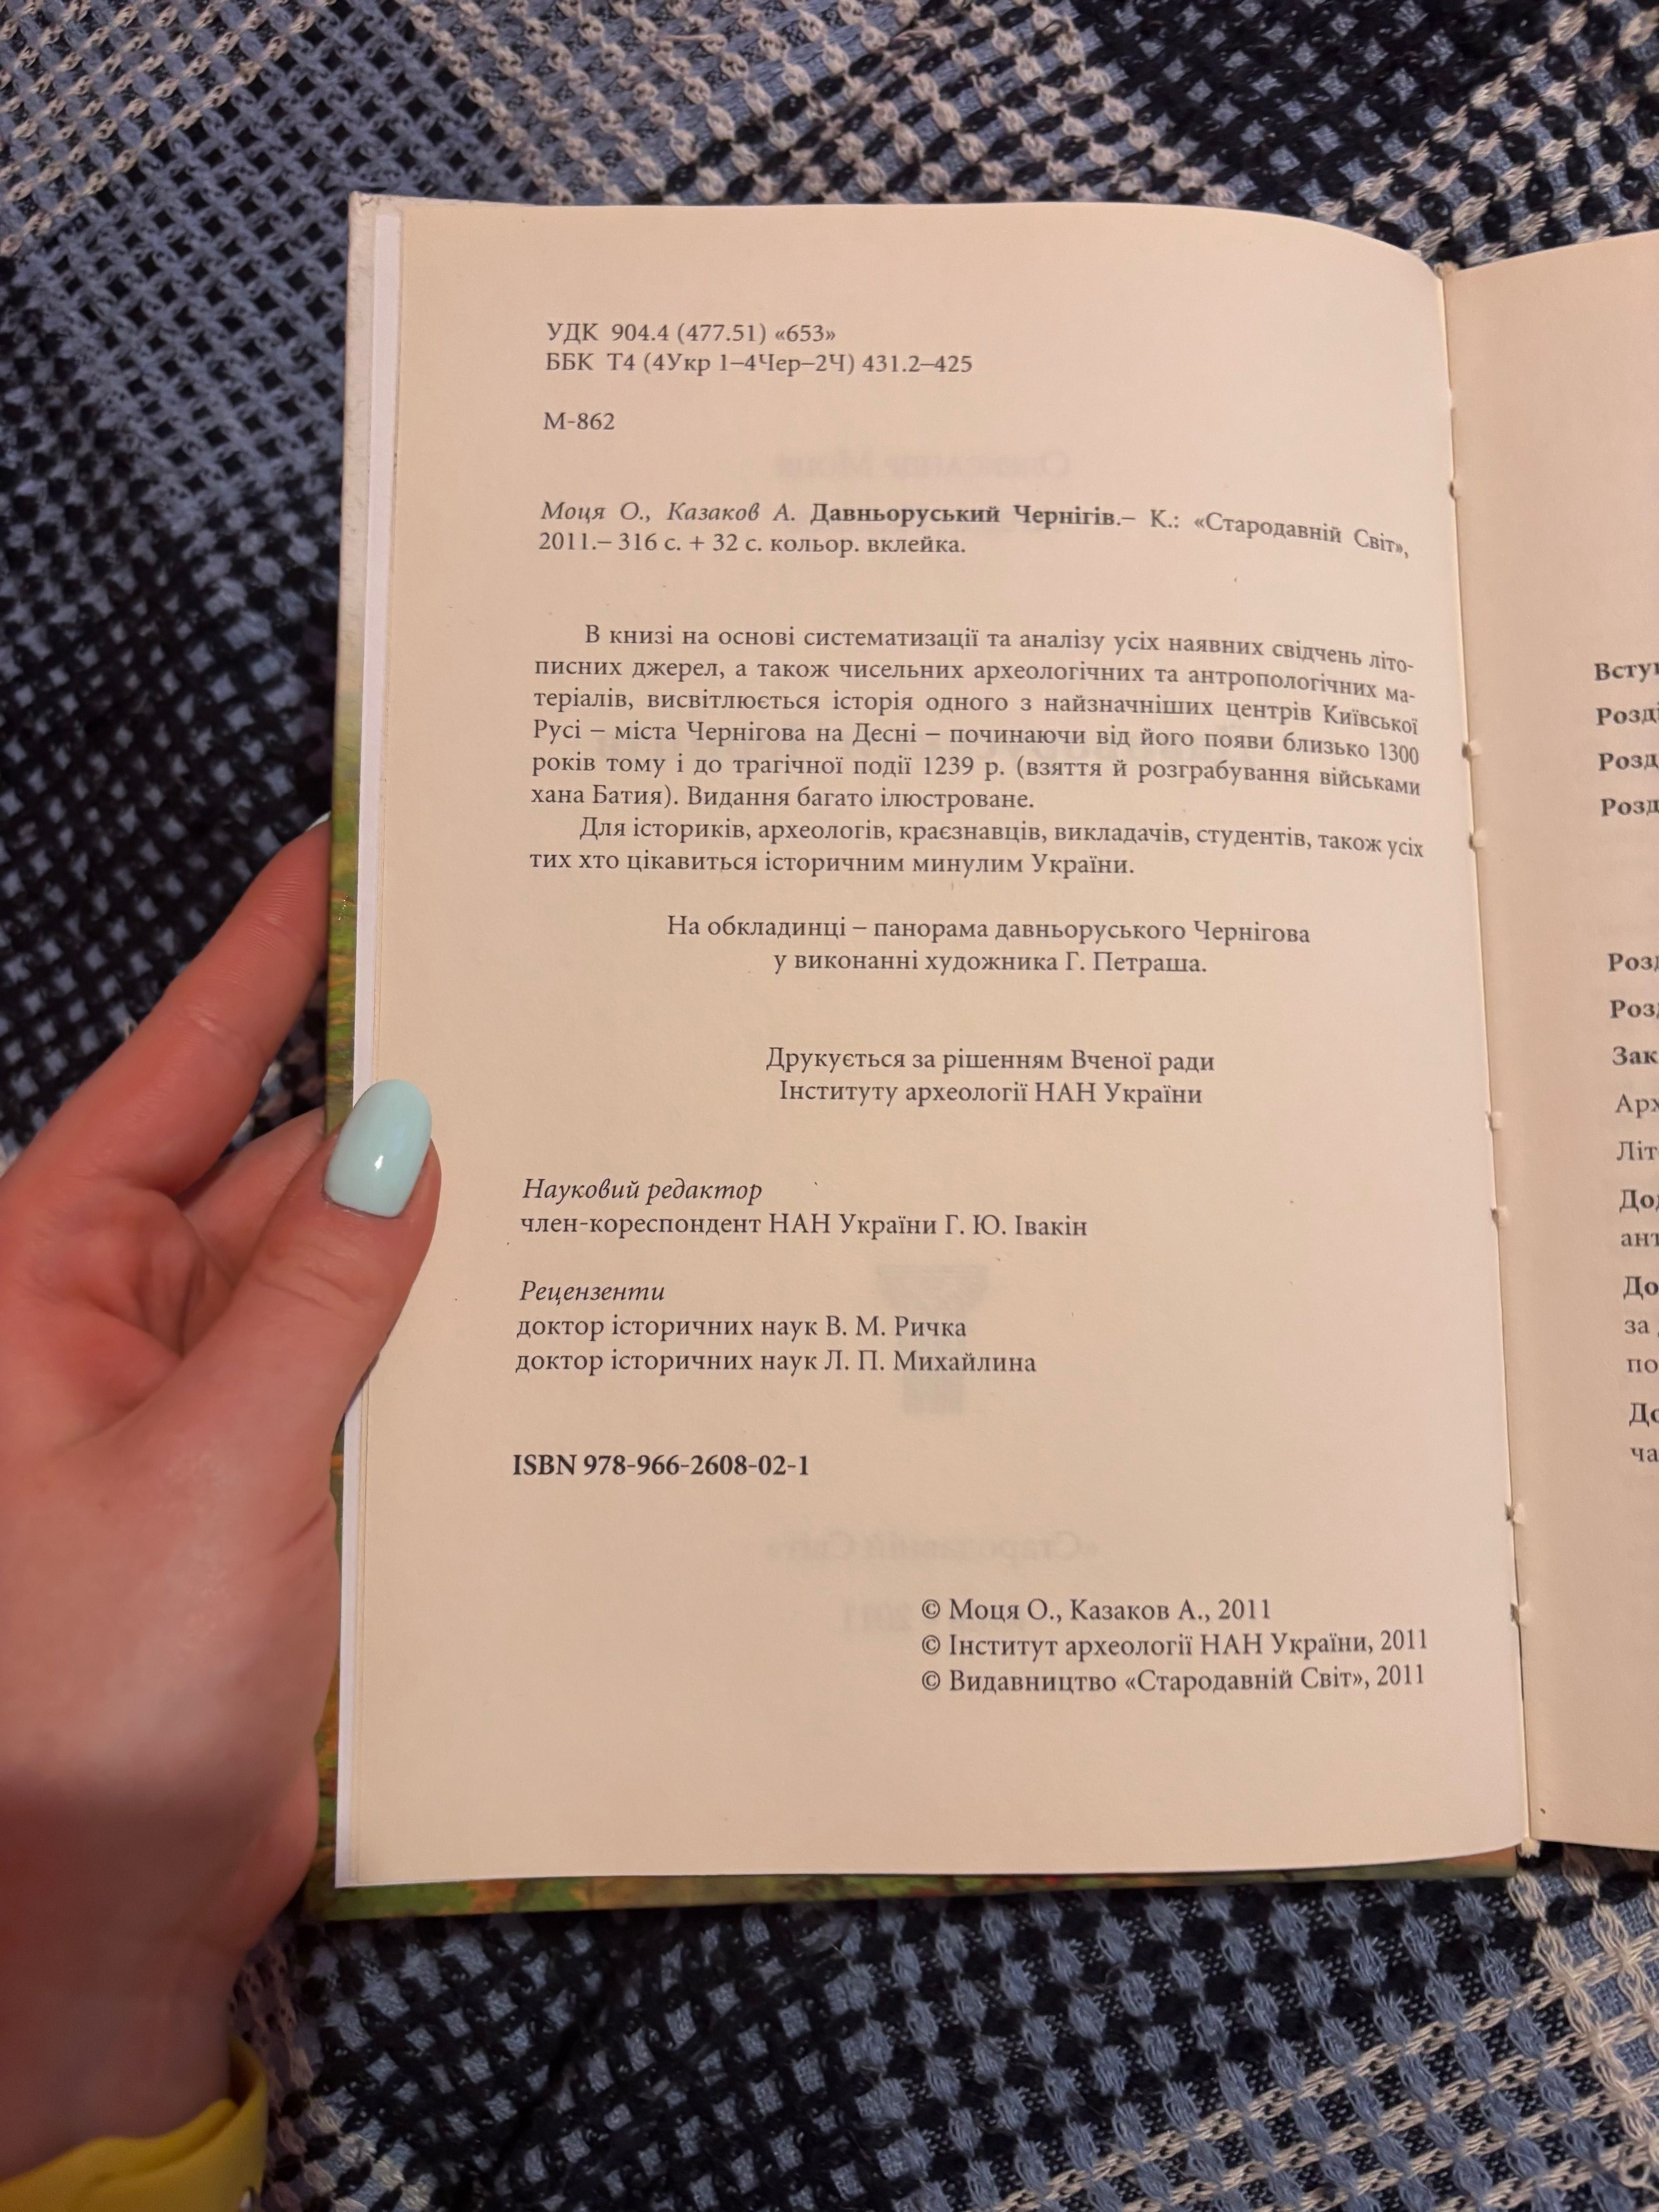 УДК 904.4 (477.51) «653»
ББК Т4 (4Укр 1–4Чер–2Ч) 431.2–425
М-862
Моця О., Казаков А. Давньоруський Чернігів.– К.: «Стародавній Світ»,
2011.– 316 с. + 32 с. кольор. вклейка.
В книзі на основі систематизації та аналізу усіх наявних свідчень літо-
писних джерел, а також чисельних археологічних та антропологічних ма-
теріалів, висвітлюється історія одного з найзначніших центрів Київської
Русі – міста Чернігова на Десні – починаючи від його появи близько 1300
років тому і до трагічної події 1239 р. (взяття й розграбування військами
хана Батия). Видання багато ілюстроване.
Для істориків, археологів, краєзнавців, викладачів, студентів, також усіх
тих хто цікавиться історичним минулим України.
На обкладинці – панорама давньоруського Чернігова
у виконанні художника Г. Петраша.
Друкується за рішенням Вченої ради
Інституту археології НАН України
Науковий редактор
член-кореспондент НАН України Г. Ю. Івакін
Рецензенти
доктор історичних наук В. М. Ричка
доктор історичних наук Л. П. Михайлина
ISBN 978-966-2608-02-1
© Моця О., Казаков А., 2011
© Інститут археології НАН України, 2011
© Видавництво «Стародавній Світ», 2011
за